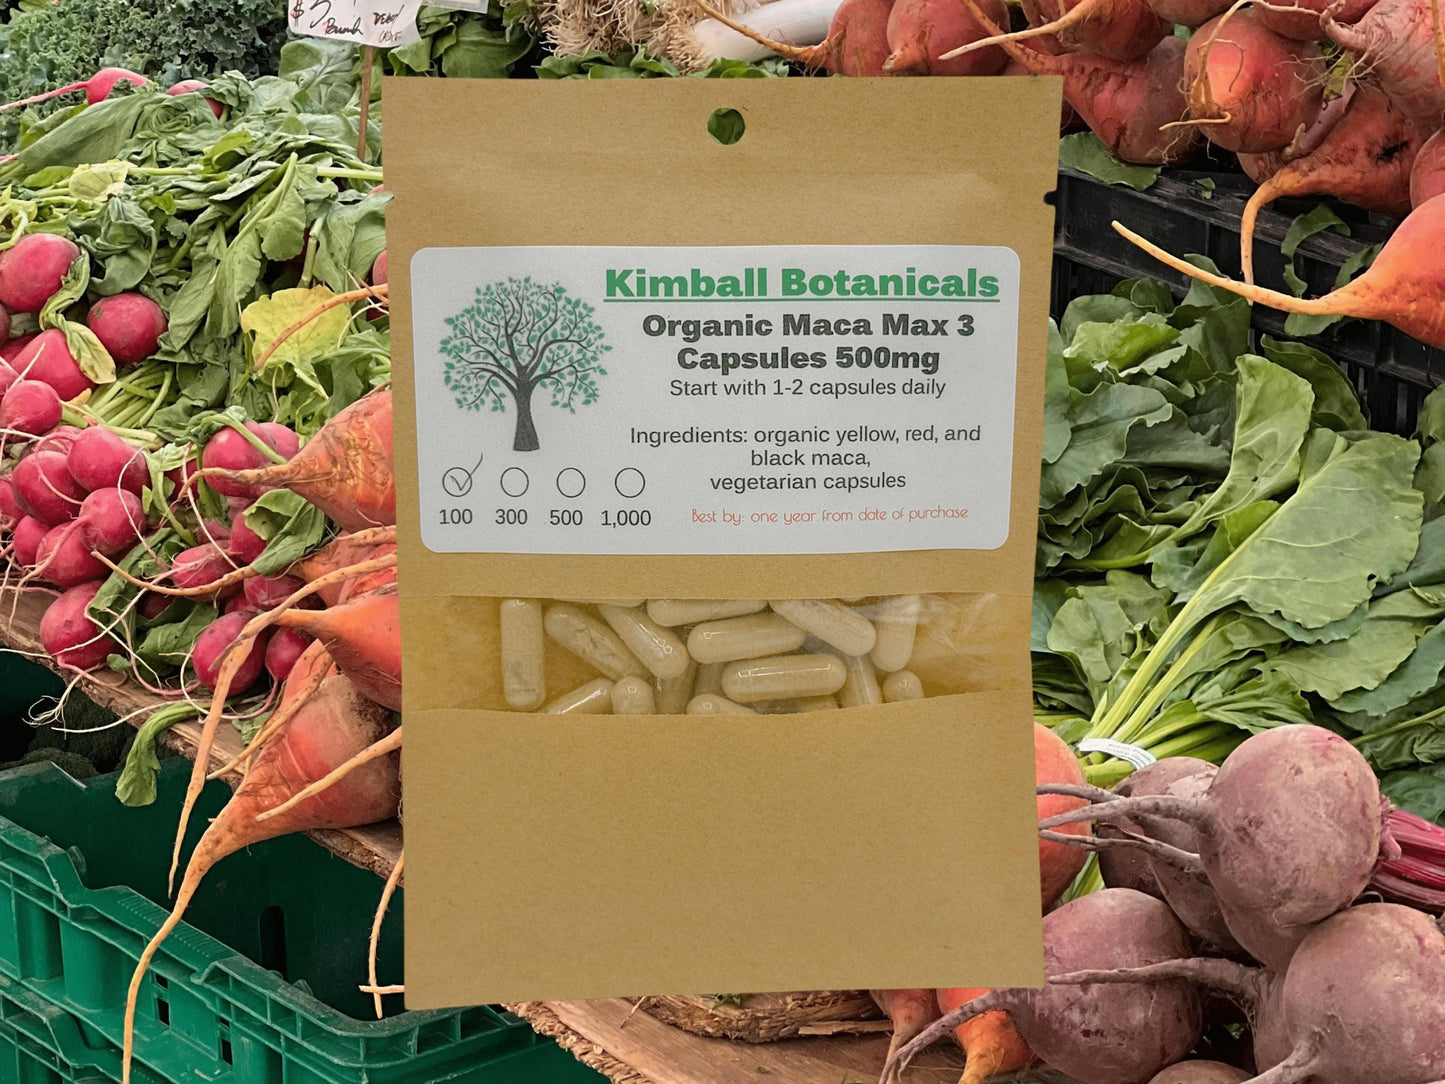 $
Bunch
Kimball Botanicals
Organic Maca Max 3
Capsules 500mg
Start with 1-2 capsules daily
Ingredients: organic yellow, red, and
black maca,
vegetarian capsules
100 300 500 1,000
Best by: one year from date of purchase